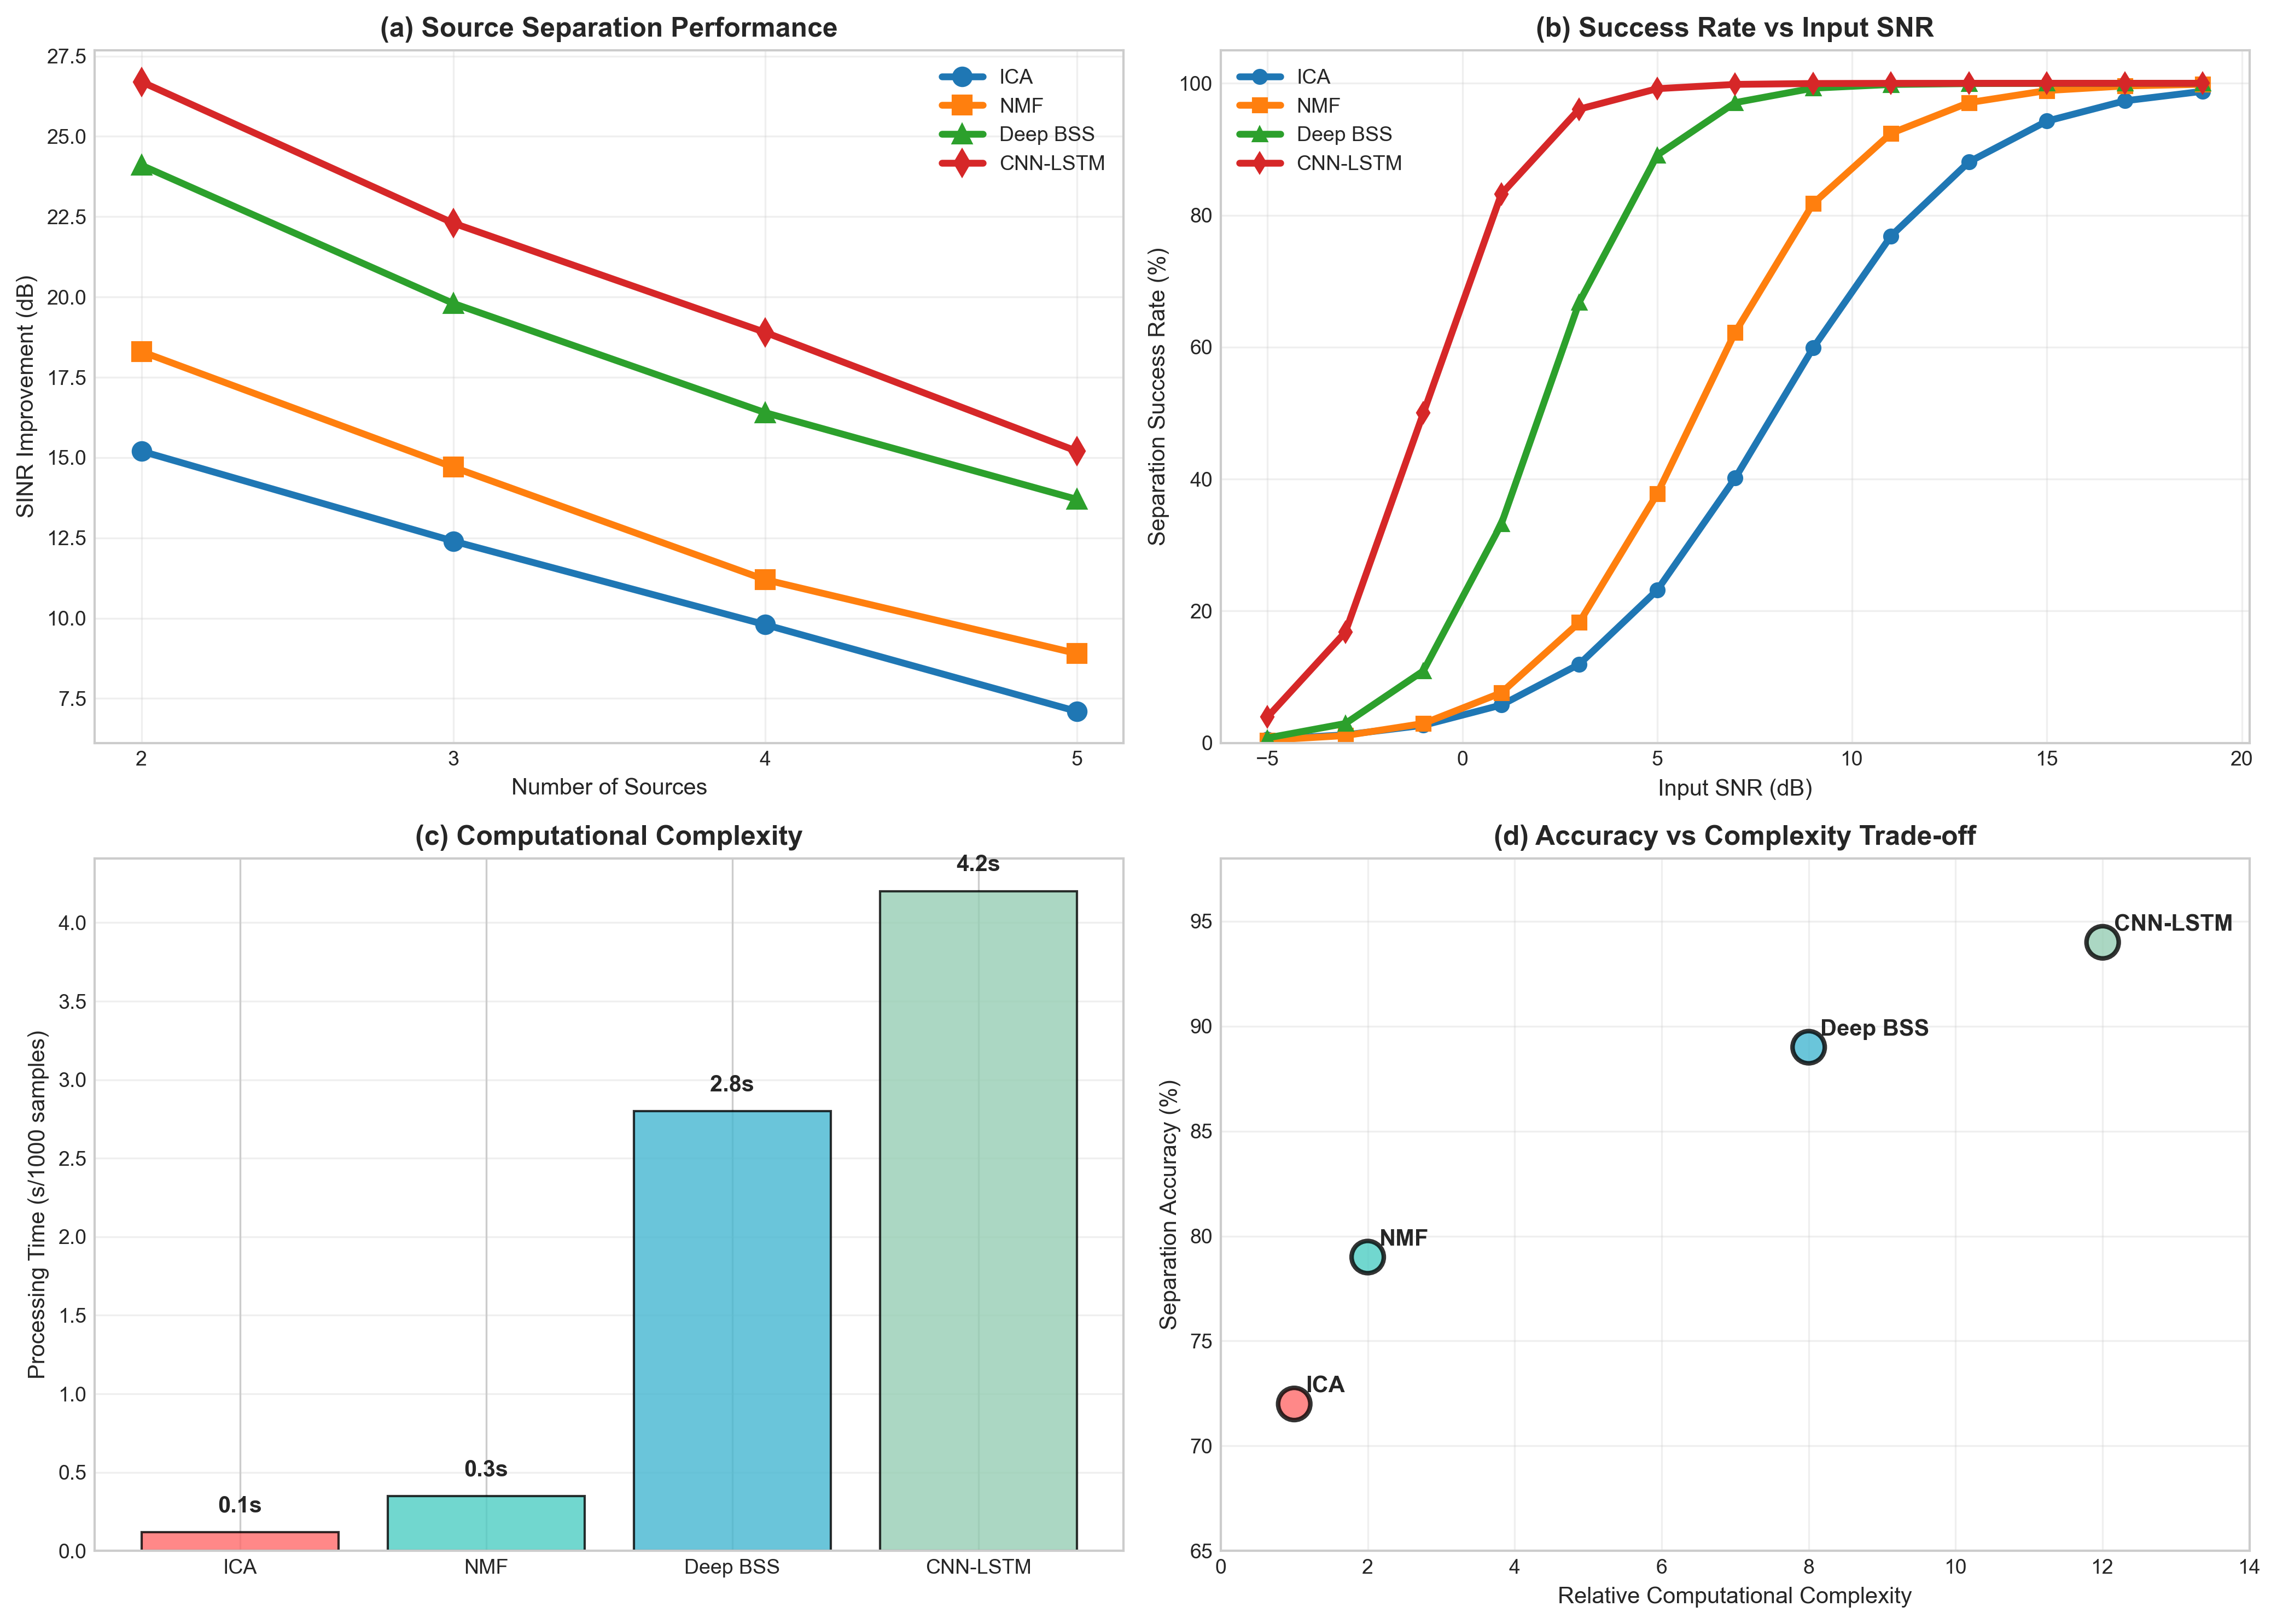 (a) Source Separation Performance
27.5
25.0
22.5
20.0
17.5
15.0
12.5
10.0
7.5
SINR Improvement (dB)
ICA
NMF
Deep BSS
CNN-LSTM
2 3 4 5
Number of Sources
(b) Success Rate vs Input SNR
100
80
60
40
20
0
Separation Success Rate (%)
ICA
NMF
Deep BSS
CNN-LSTM
−5 0 5 10 15 20
Input SNR (dB)
(c) Computational Complexity
4.0
3.5
3.0
2.5
2.0
1.5
1.0
0.5
0.0
Processing Time (s/1000 samples)
0.1s
0.3s
2.8s
4.2s
ICA NMF Deep BSS CNN-LSTM
(d) Accuracy vs Complexity Trade-off
95
90
85
80
75
70
65
Separation Accuracy (%)
CNN-LSTM
Deep BSS
NMF
ICA
0 2 4 6 8 10 12 14
Relative Computational Complexity